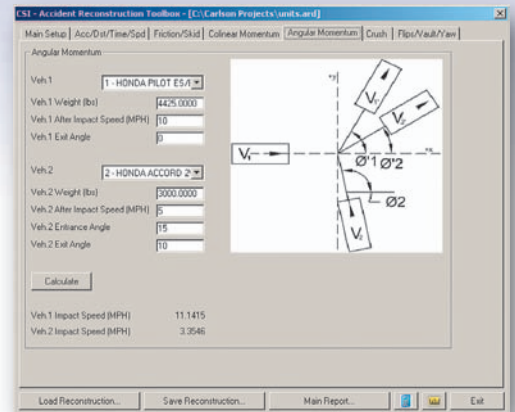 CSI - Accident Reconstruction Toolbox - [C:\Carlson Projects\units.ard]
Main Setup Acc/Dst/Time/Spd Friction/Skid Colinear Momentum Angular Momentum Crush Flips/Vault/Yaw
Angular Momentum
Veh.1 1 - HONDA PILOT ES/
Veh.1 Weight (lbs) 4425.0000
Veh.1 After Impact Speed (MPH) 10
Veh.1 Exit Angle 0
Veh.2 2 - HONDA ACCORD 2
Veh.2 Weight (lbs) 3000.0000
Veh.2 After Impact Speed (MPH) 5
Veh.2 Entrance Angle 15
Veh.2 Exit Angle 10
Calculate
Veh.1 Impact Speed (MPH) 11.1415
Veh.2 Impact Speed (MPH) 3.3546
+y
V1'
V2'
V1
+x
Ø'1 Ø'2
Ø2
V2
Load Reconstruction... Save Reconstruction... Main Report... Exit